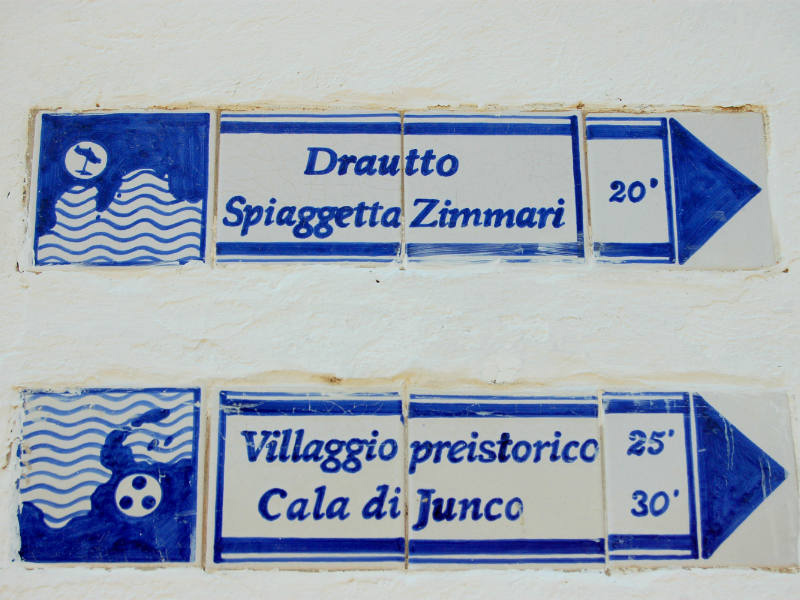 Drautto
Spiaggetta Zimmari
20'
Villaggio preistorico 25'
Cala di Junco 30'